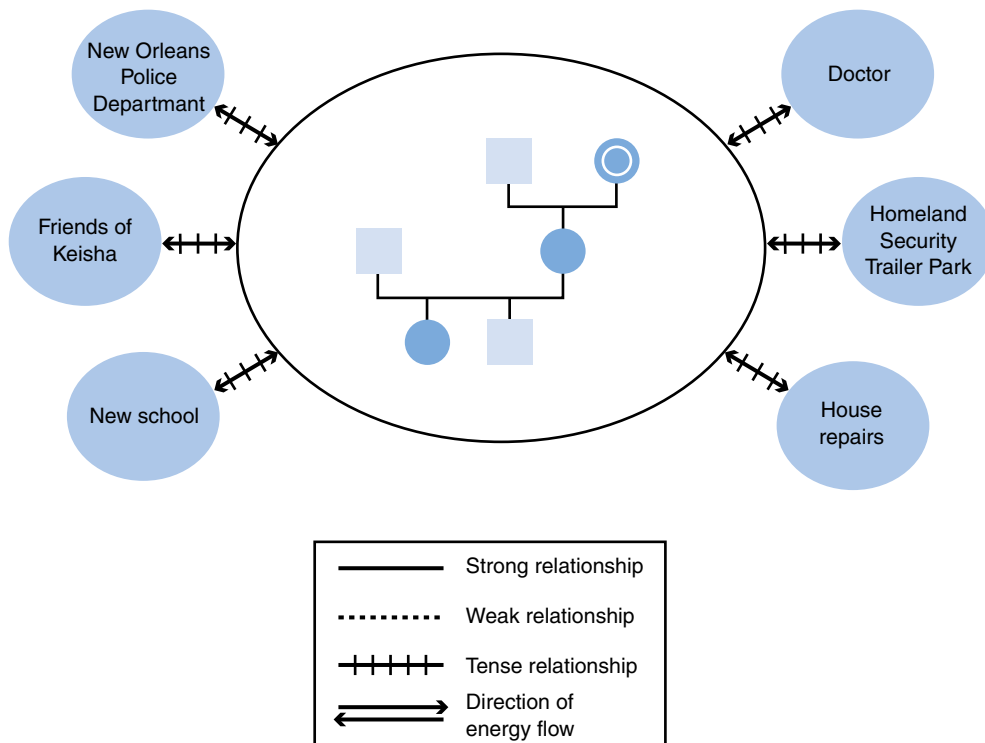 New Orleans
Police
Departmant
Doctor
Friends of
Keisha
Homeland
Security
Trailer Park
New school
House
repairs
Strong relationship
Weak relationship
Tense relationship
Direction of
energy flow